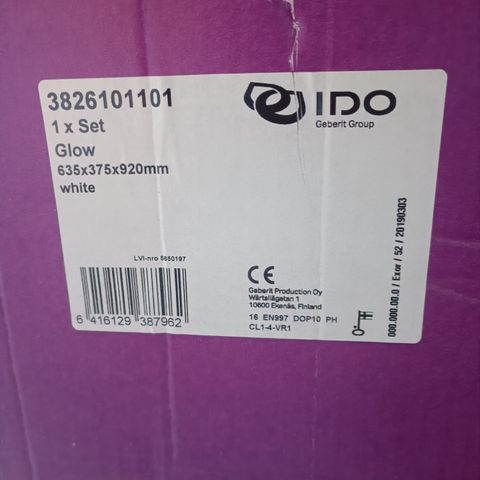 3826101101
1 x Set
Glow
635x375x920mm
white
IDO
Geberit Group
LVI-nro 5650197
6 416129 387962
CE
Geberit Production Oy
Wärtsilägatan 1
10600 Ekenäs, Finland
16 EN997 DOP10 PH
CL1-4-VR1
000.000.00.0 / Exor / 52 / 20190303